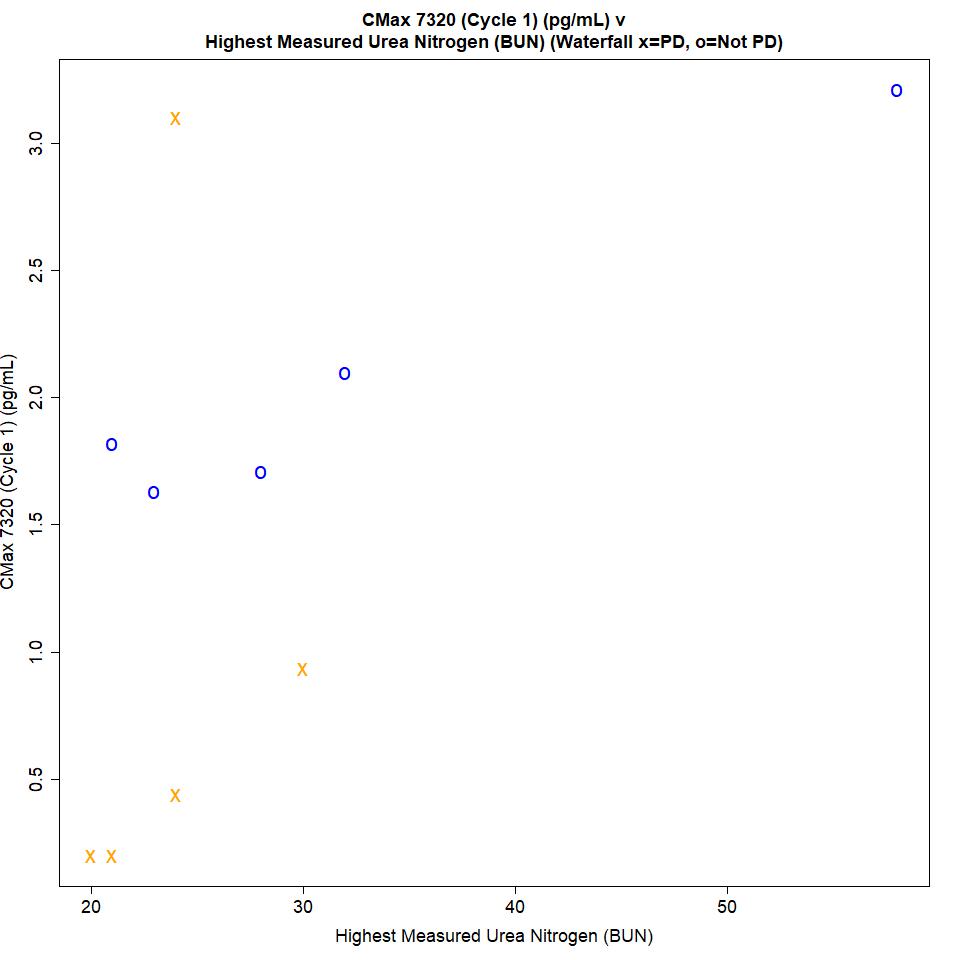 CMax 7320 (Cycle 1) (pg/mL) v
Highest Measured Urea Nitrogen (BUN) (Waterfall x=PD, o=Not PD)
CMax 7320 (Cycle 1) (pg/mL)
3.0
2.5
2.0
1.5
1.0
0.5
x
o
o
o
o
o
x
x
x x
20 30 40 50
Highest Measured Urea Nitrogen (BUN)